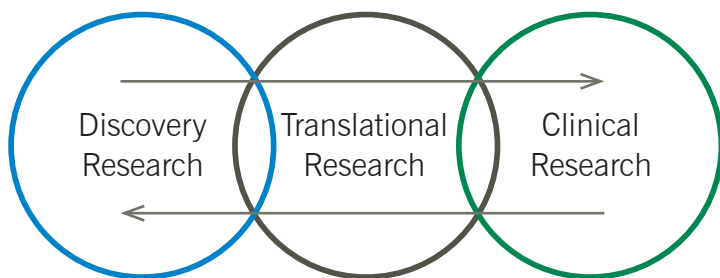 Discovery
Research
Translational
Research
Clinical
Research